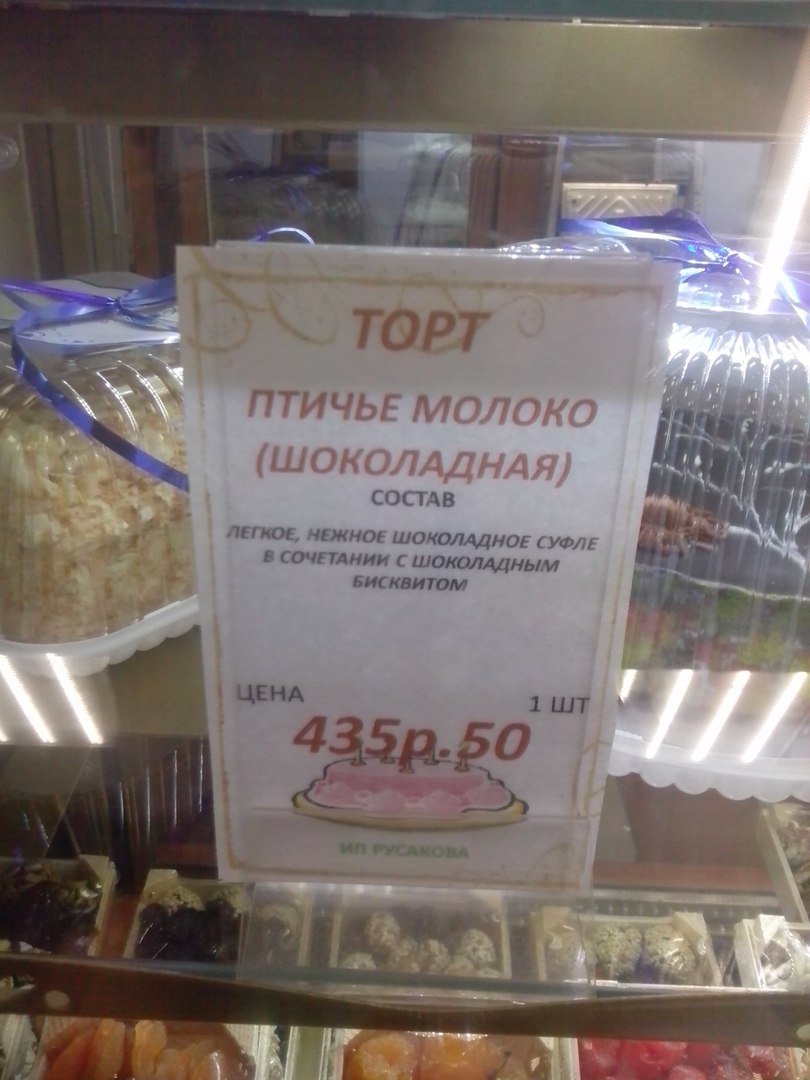 ТОРТ
ПТИЧЬЕ МОЛОКО
(ШОКОЛАДНАЯ)
СОСТАВ
ЛЕГКОЕ, НЕЖНОЕ ШОКОЛАДНОЕ СУФЛЕ
В СОЧЕТАНИИ С ШОКОЛАДНЫМ
БИСКВИТОМ
ЦЕНА
1 ШТ
435р.50
ИП РУСАКОВА